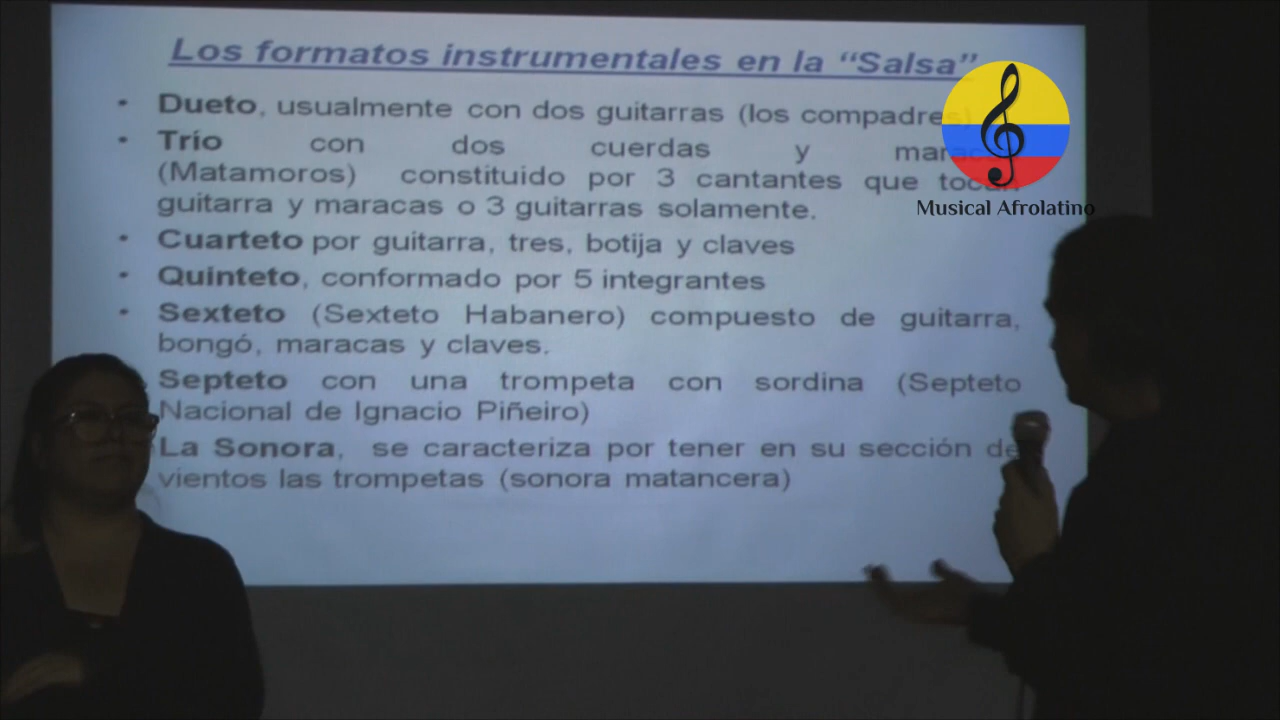 Los formatos instrumentales en la “Salsa”
• Dueto, usualmente con dos guitarras (los compadres)
• Trío con dos cuerdas y
(Matamoros) constituido por 3 cantantes que
guitarra y maracas o 3 guitarras solamente.
• Cuarteto por guitarra, tres, botija y claves
• Quinteto, conformado por 5 integrantes
• Sexteto (Sexteto Habanero) compuesto de guitarra,
bongó, maracas y claves.
Septeto con una trompeta con sordina (Septeto
Nacional de Ignacio Piñeiro)
La Sonora, se caracteriza por tener en su sección de
vientos las trompetas (sonora matancera)
Musical Afrolatino